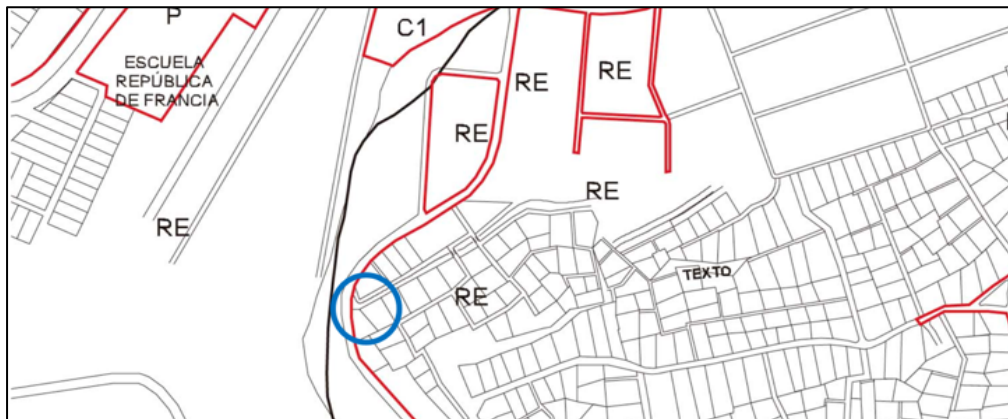 P
C1
ESCUELA
REPÚBLICA
DE FRANCIA
RE
RE
RE
RE
RE
TEXTO
RE